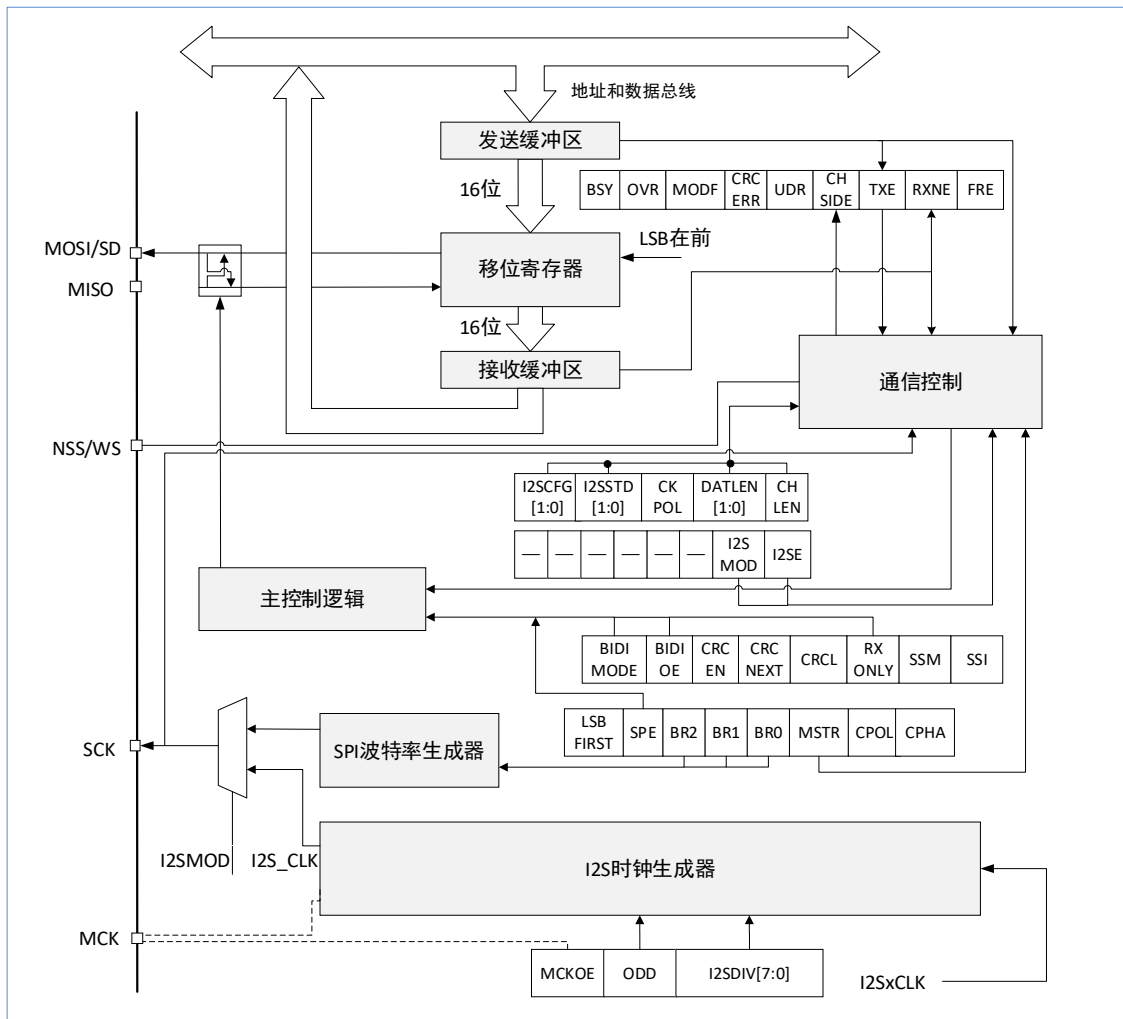 地址和数据总线
发送缓冲区
16位
BSY
OVR
MODF
CRC
ERR
UDR
CH
SIDE
TXE
RXNE
FRE
MOSI/SD
MISO
LSB在前
移位寄存器
16位
接收缓冲区
通信控制
NSS/WS
I2SCFG
[1:0]
I2SSTD
[1:0]
CK
POL
DATLEN
[1:0]
CH
LEN
— — — — — —
I2S
MOD
I2SE
主控制逻辑
BIDI
MODE
BIDI
OE
CRC
EN
CRC
NEXT
CRCL
RX
ONLY
SSM
SSI
LSB
FIRST
SPE
BR2
BR1
BR0
MSTR
CPOL
CPHA
SCK
SPI波特率生成器
I2SMOD
I2S_CLK
I2S时钟生成器
MCK
MCKOE
ODD
I2SDIV[7:0]
I2SxCLK